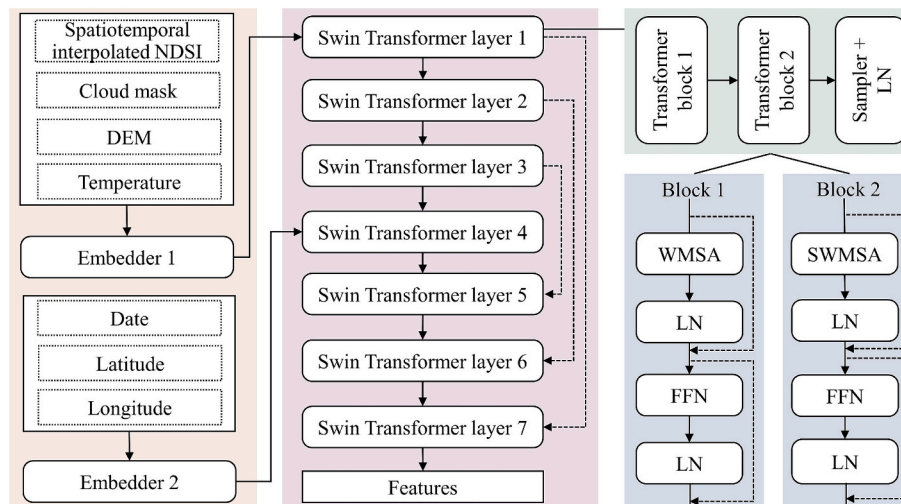 Spatiotemporal
interpolated NDSI
Cloud mask
DEM
Temperature
Embedder 1
Date
Latitude
Longitude
Embedder 2
Swin Transformer layer 1
Swin Transformer layer 2
Swin Transformer layer 3
Swin Transformer layer 4
Swin Transformer layer 5
Swin Transformer layer 6
Swin Transformer layer 7
Features
Transformer
block 1
Transformer
block 2
Sampler +
LN
Block 1
WMSA
LN
FFN
LN
Block 2
SWMSA
LN
FFN
LN